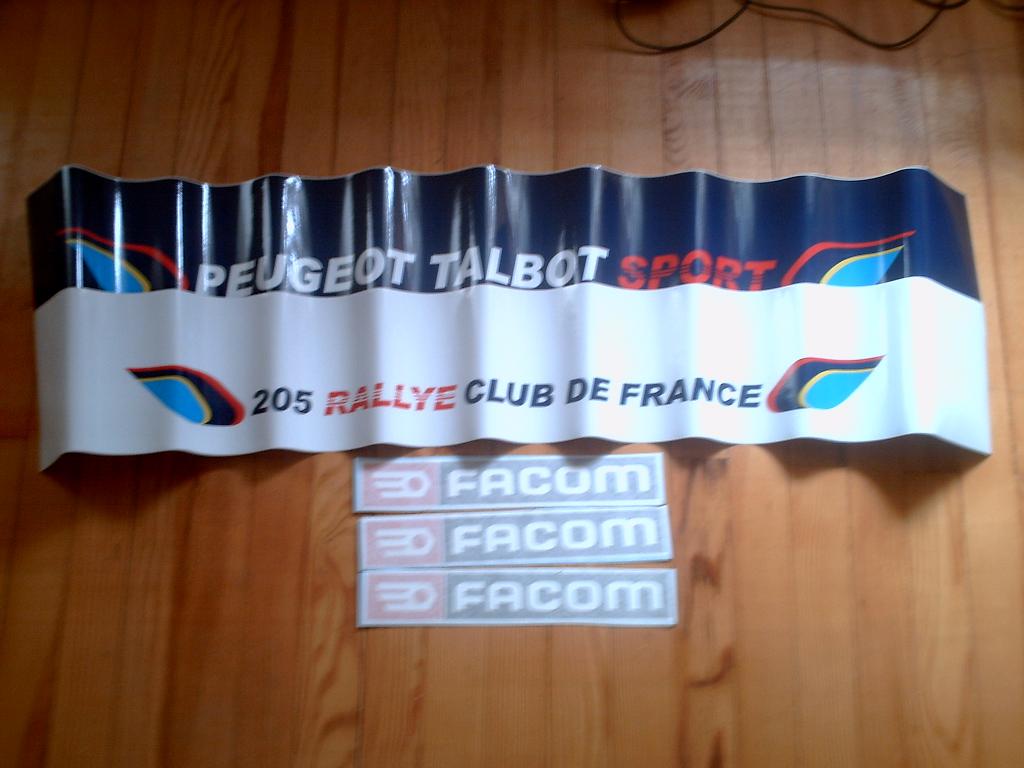 PEUGEOT TALBOT SPORT
205 RALLYE CLUB DE FRANCE
FACOM
FACOM
FACOM